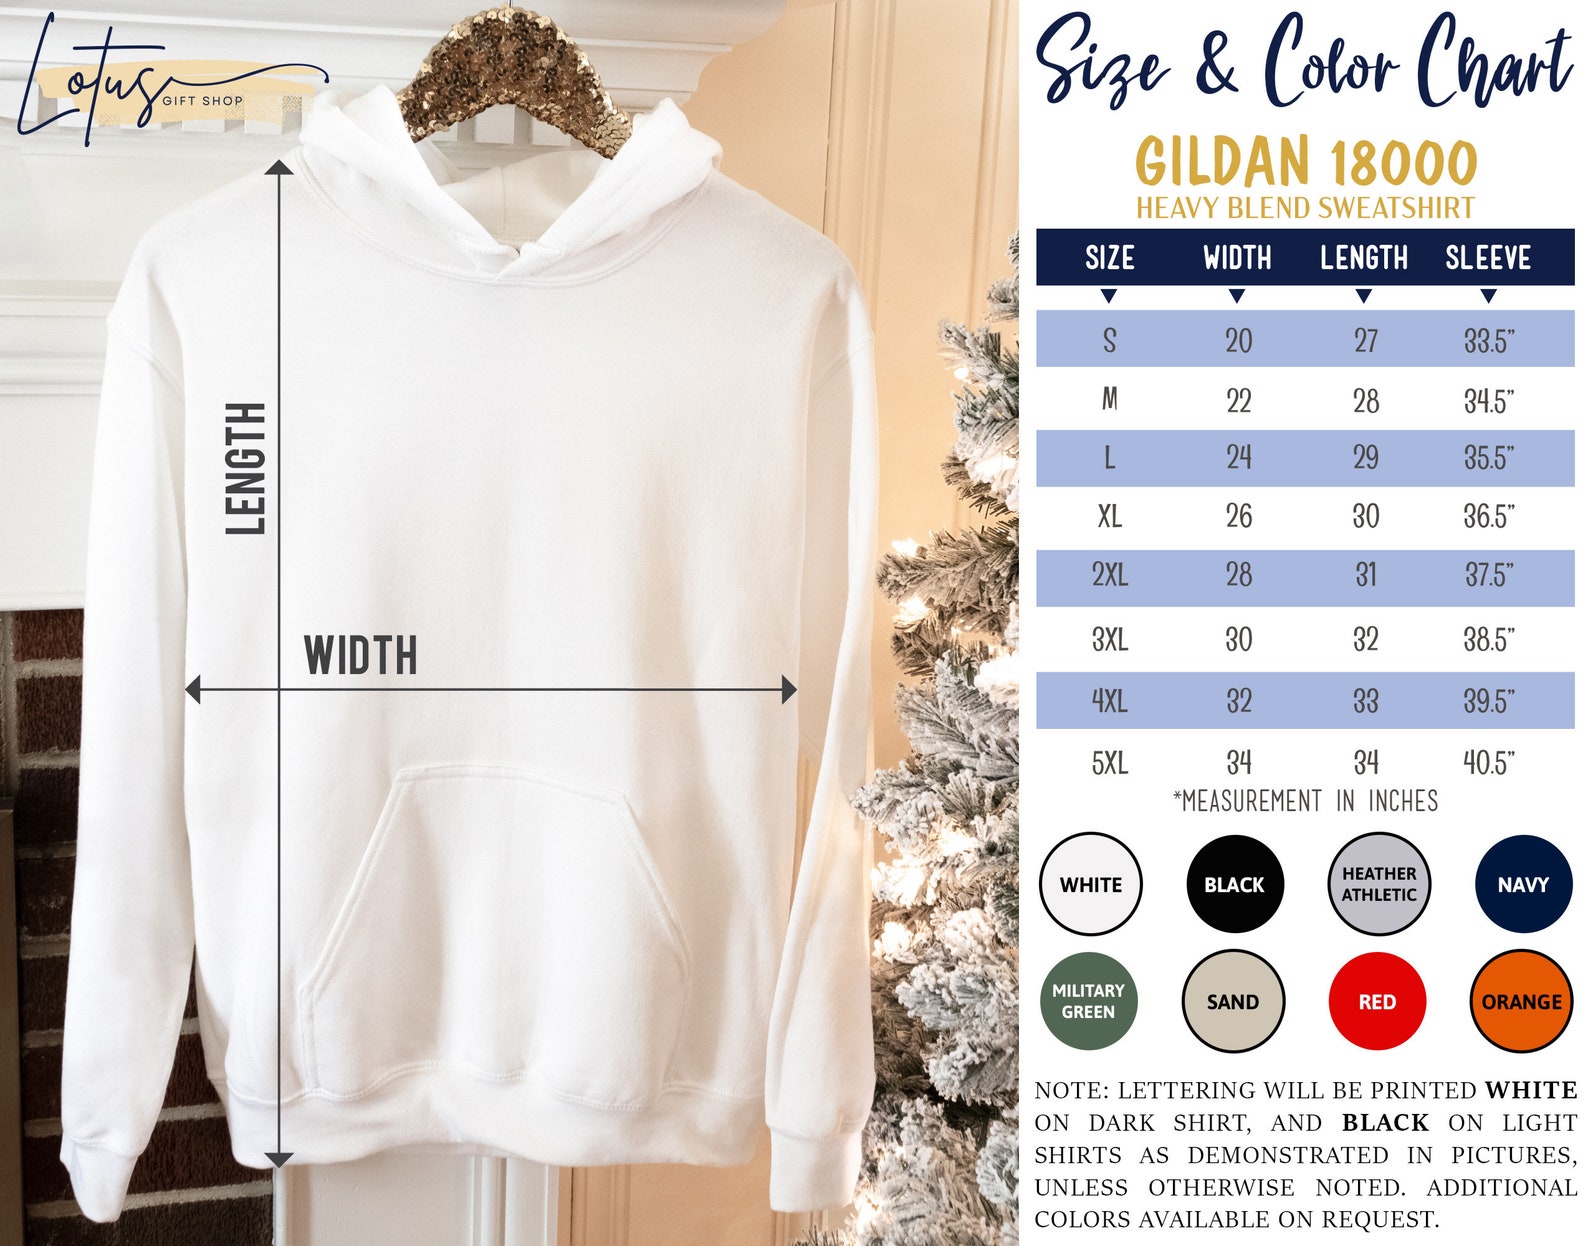 Lotus
GIFT SHOP
LENGTH
WIDTH
Size & Color Chart
GILDAN 18000
HEAVY BLEND SWEATSHIRT
SIZE WIDTH LENGTH SLEEVE
S 20 27 33.5”
M 22 28 34.5”
L 24 29 35.5”
XL 26 30 36.5”
2XL 28 31 37.5”
3XL 30 32 38.5”
4XL 32 33 39.5”
5XL 34 34 40.5”
*MEASUREMENT IN INCHES
WHITE BLACK HEATHER ATHLETIC NAVY
MILITARY GREEN SAND RED ORANGE
NOTE: LETTERING WILL BE PRINTED WHITE
ON DARK SHIRT, AND BLACK ON LIGHT
SHIRTS AS DEMONSTRATED IN PICTURES,
UNLESS OTHERWISE NOTED. ADDITIONAL
COLORS AVAILABLE ON REQUEST.